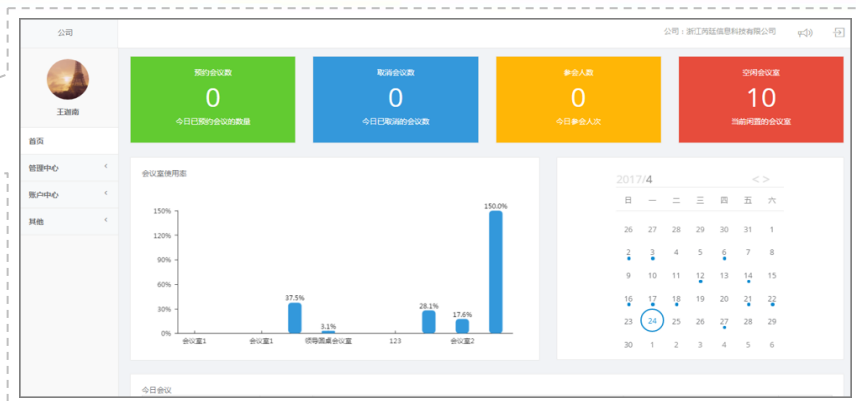 公司
公司：浙江芮廷信息科技有限公司
王迦南
首页
管理中心
账户中心
其他
预约会议数
0
今日已预约会议的数量
取消会议数
0
今日已取消的会议数
参会人数
0
今日参会人次
空闲会议室
10
当前闲置的会议室
会议室使用率
150%
120%
90%
60%
30%
0%
37.5%
3.1%
28.1%
17.6%
150.0%
会议室1
会议室1
会议室
123
会议室2
2017/4
< >
日 一 二 三 四 五 六
26 27 28 29 30 31 1
2 3 4 5 6 7 8
9 10 11 12 13 14 15
16 17 18 19 20 21 22
23 24 25 26 27 28 29
30 1 2 3 4 5 6
今日会议